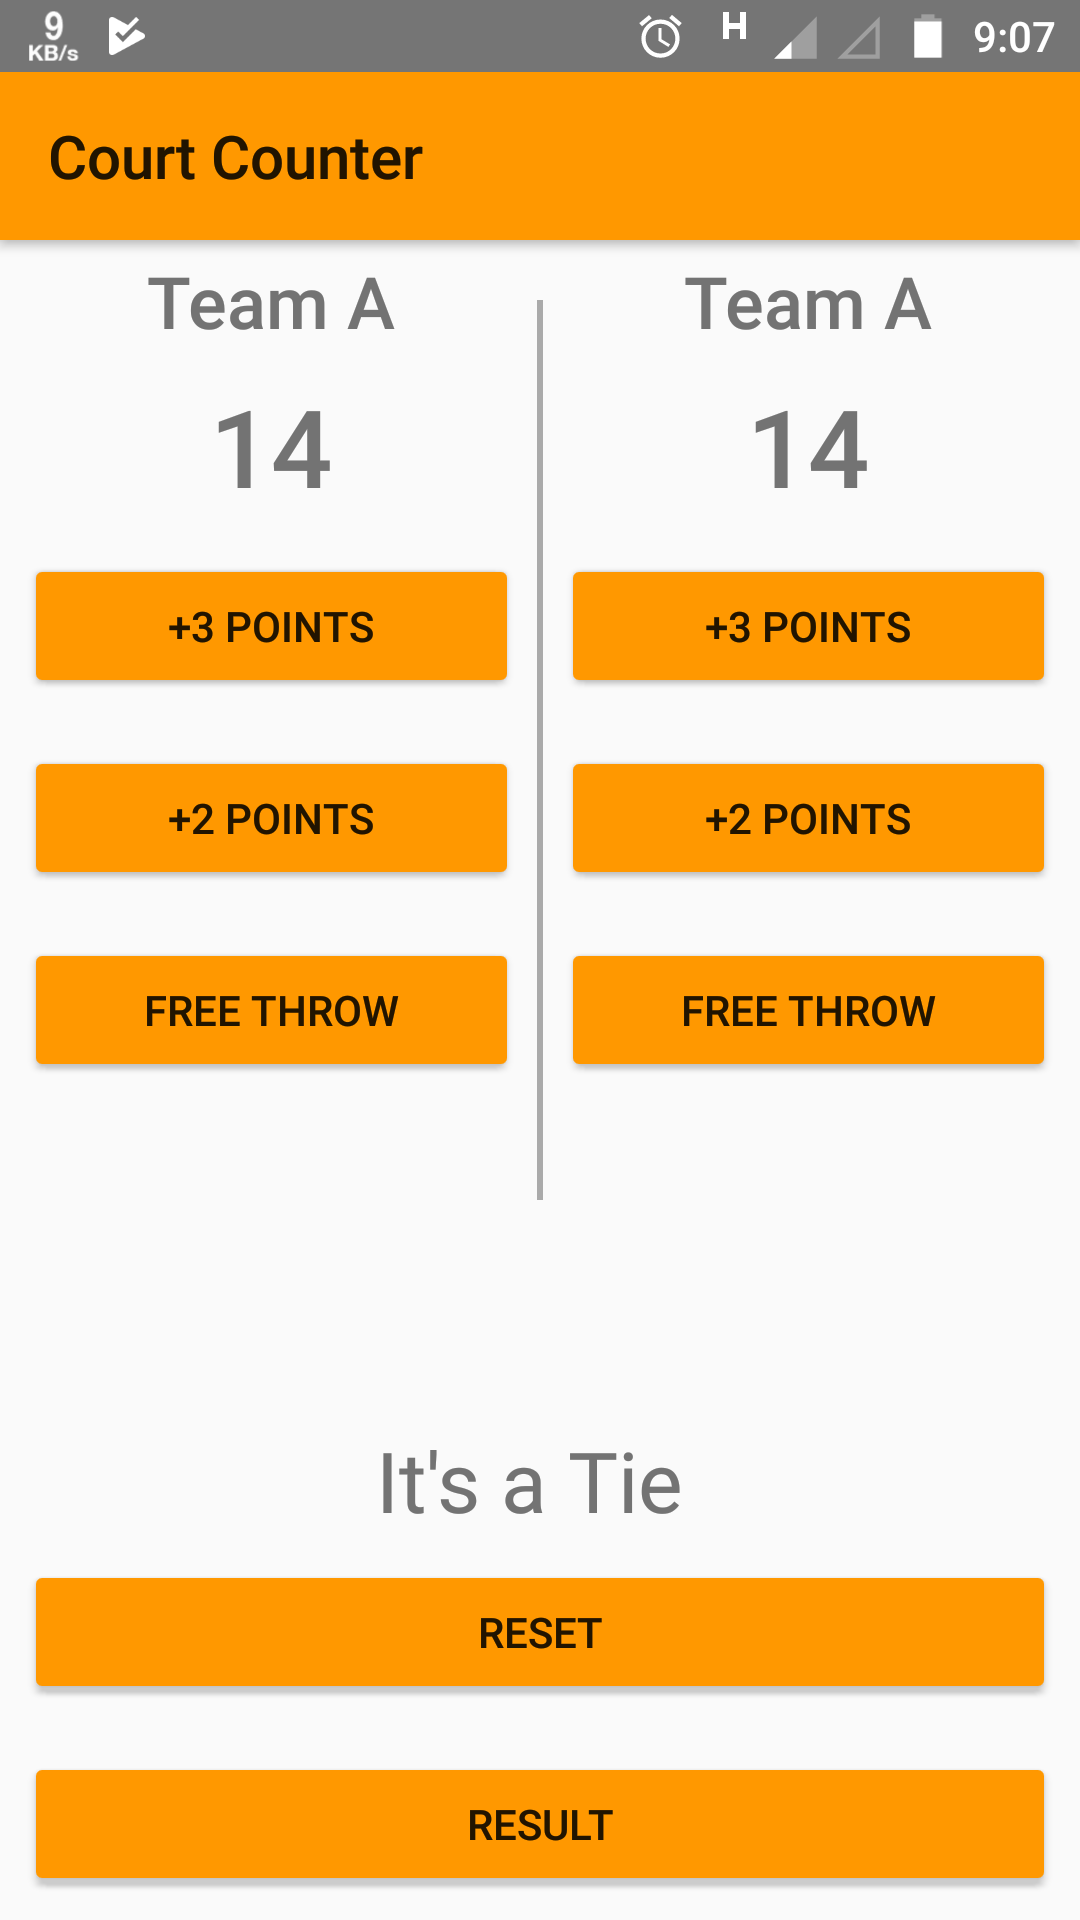 9
KB/s
H
9:07
Court Counter
Team A
Team A
14
14
+3 POINTS
+3 POINTS
+2 POINTS
+2 POINTS
FREE THROW
FREE THROW
It's a Tie
RESET
RESULT